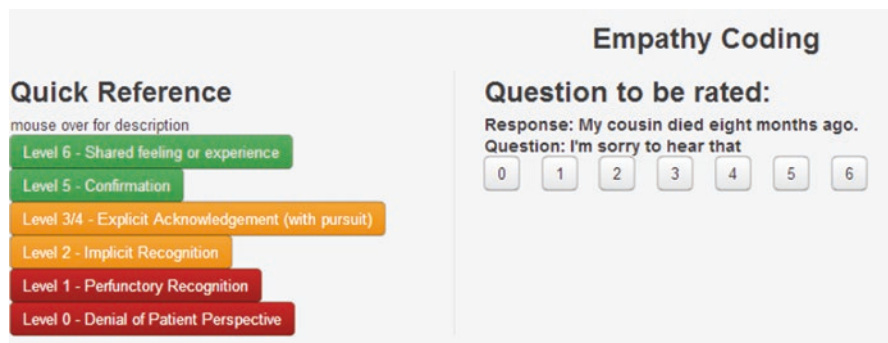 Empathy Coding
Quick Reference
mouse over for description
Level 6 - Shared feeling or experience
Level 5 - Confirmation
Level 3/4 - Explicit Acknowledgement (with pursuit)
Level 2 - Implicit Recognition
Level 1 - Perfunctory Recognition
Level 0 - Denial of Patient Perspective
Question to be rated:
Response: My cousin died eight months ago.
Question: I'm sorry to hear that
0 1 2 3 4 5 6